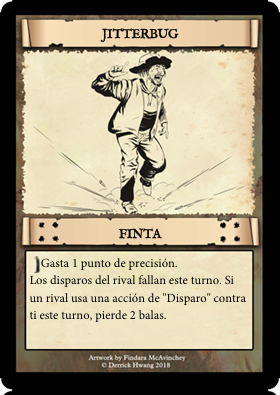 JITTERBUG
FINTA
Gasta 1 punto de precisión.
Los disparos del rival fallan este turno. Si
un rival usa una acción de "Disparo" contra
ti este turno, pierde 2 balas.
Artwork by Findara McAvinchey
© Derrick Hwang 2018